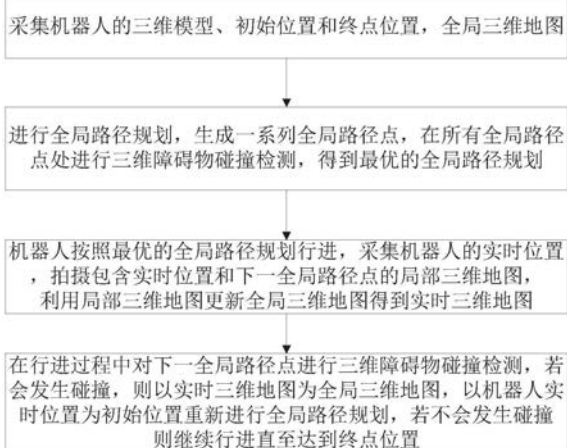 采集机器人的三维模型、初始位置和终点位置，全局三维地图
进行全局路径规划，生成一系列全局路径点，在所有全局路径
点处进行三维障碍物碰撞检测，得到最优的全局路径规划
机器人按照最优的全局路径规划行进，采集机器人的实时位置
，拍摄包含实时位置和下一全局路径点的局部三维地图，
利用局部三维地图更新全局三维地图得到实时三维地图
在行进过程中对下一全局路径点进行三维障碍物碰撞检测，若
会发生碰撞，则以实时三维地图为全局三维地图，以机器人实
时位置为初始位置重新进行全局路径规划，若不会发生碰撞
则继续行进直至达到终点位置